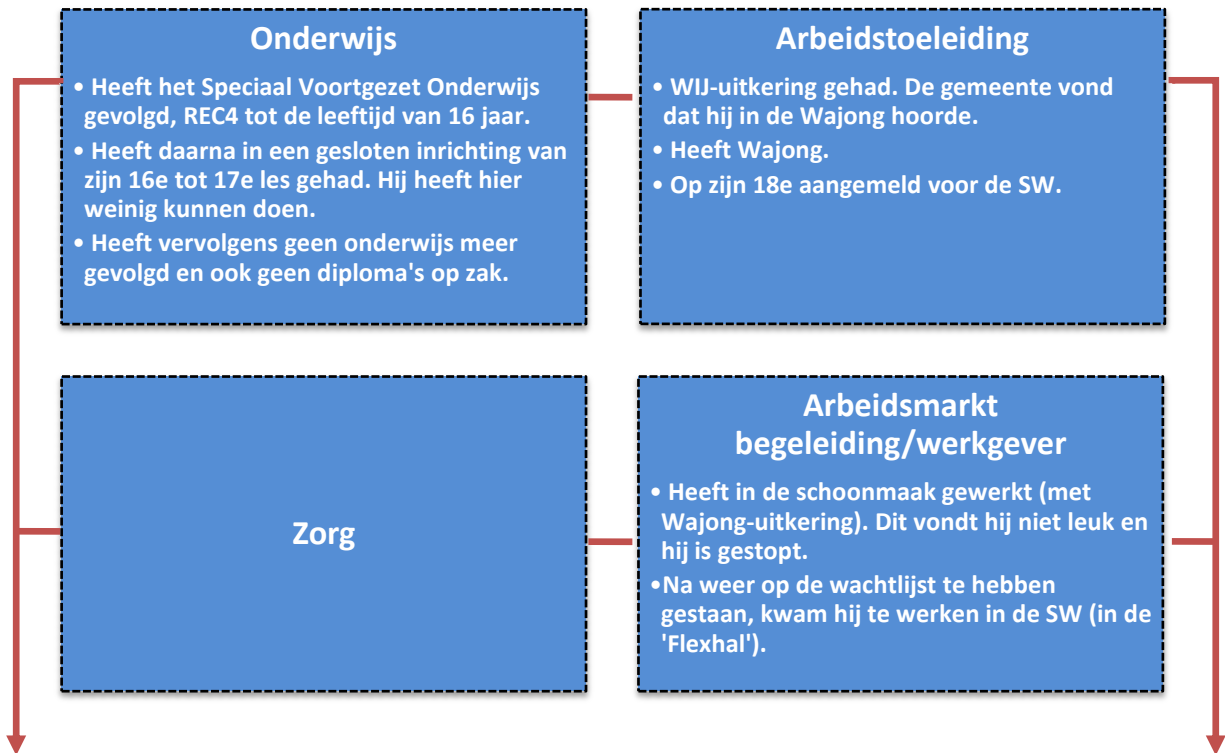 Onderwijs
• Heeft het Speciaal Voortgezet Onderwijs
gevolgd, REC4 tot de leeftijd van 16 jaar.
• Heeft daarna in een gesloten inrichting van
zijn 16e tot 17e les gehad. Hij heeft hier
weinig kunnen doen.
• Heeft vervolgens geen onderwijs meer
gevolgd en ook geen diploma's op zak.
Arbeidstoeleiding
• WIJ-uitkering gehad. De gemeente vond
dat hij in de Wajong hoorde.
• Heeft Wajong.
• Op zijn 18e aangemeld voor de SW.
Zorg
Arbeidsmarkt
begeleiding/werkgever
• Heeft in de schoonmaak gewerkt (met
Wajong-uitkering). Dit vondt hij niet leuk en
hij is gestopt.
•Na weer op de wachtlijst te hebben
gestaan, kwam hij te werken in de SW (in de
'Flexhal').